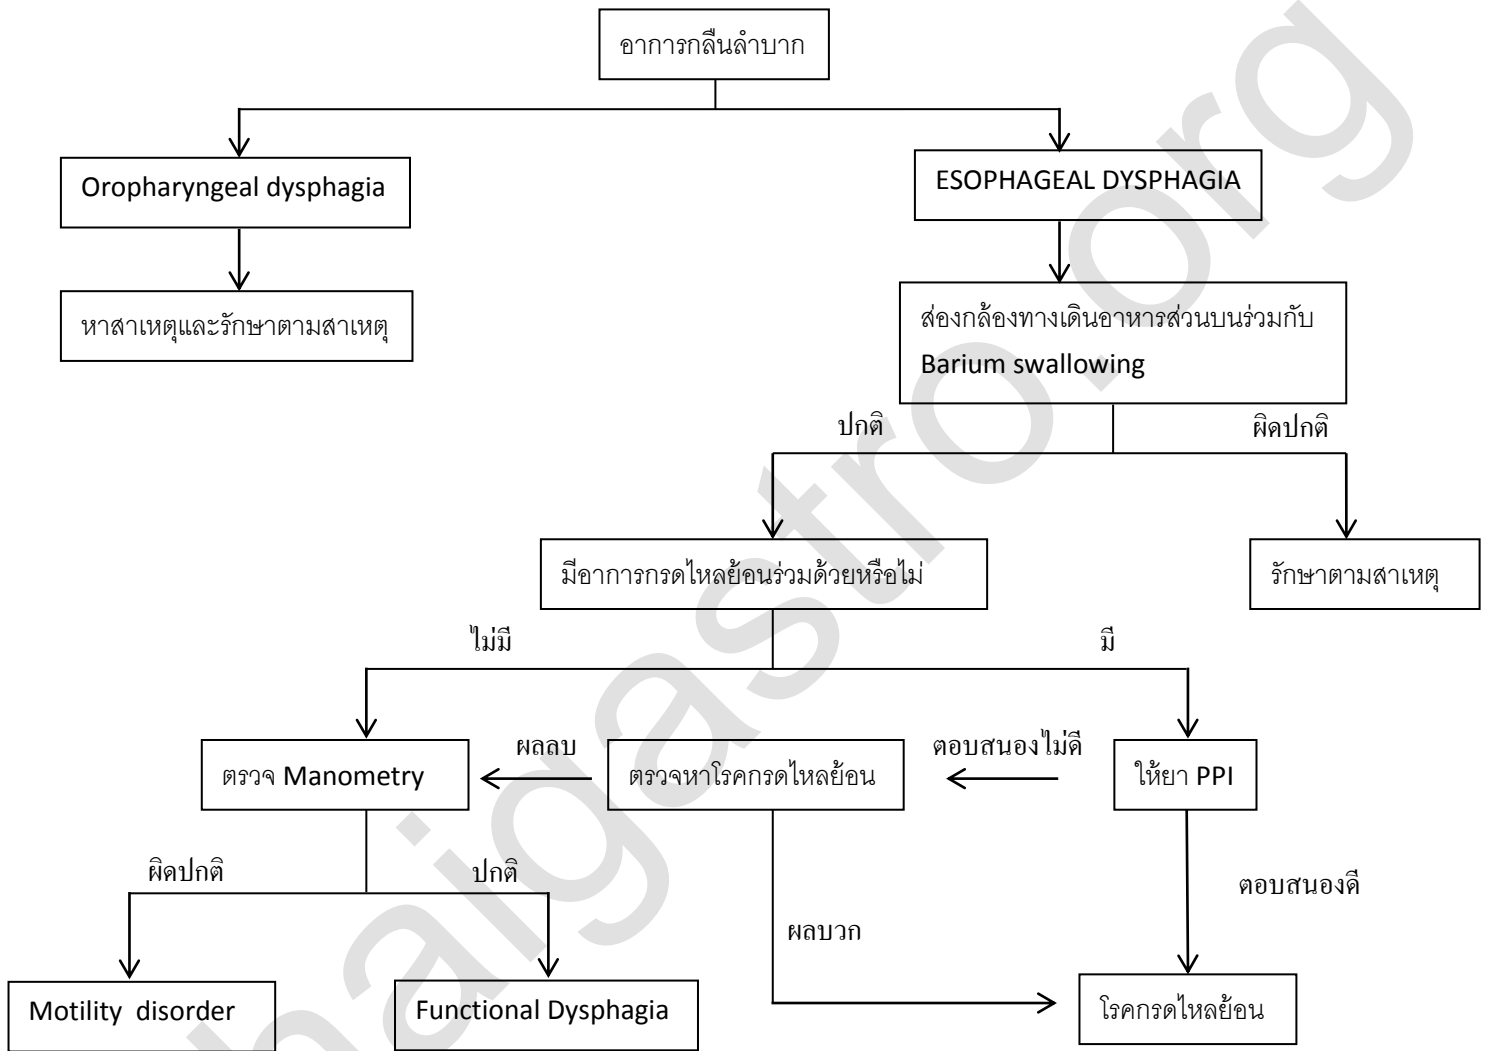 อาการกลืนลำบาก
Oropharyngeal dysphagia
ESOPHAGEAL DYSPHAGIA
หาสาเหตุและรักษาตามสาเหตุ
ส่องกล้องทางเดินอาหารส่วนบนร่วมกับ
Barium swallowing
ปกติ
ผิดปกติ
มีอาการกรดไหลย้อนร่วมด้วยหรือไม่
รักษาตามสาเหตุ
ไม่มี
มี
ตรวจ Manometry
ผลลบ
ตรวจหาโรคกรดไหลย้อน
ตอบสนองไม่ดี
ให้ยา PPI
ผิดปกติ
ปกติ
ผลบวก
ตอบสนองดี
Motility disorder
Functional Dysphagia
โรคกรดไหลย้อน
haigastro.org